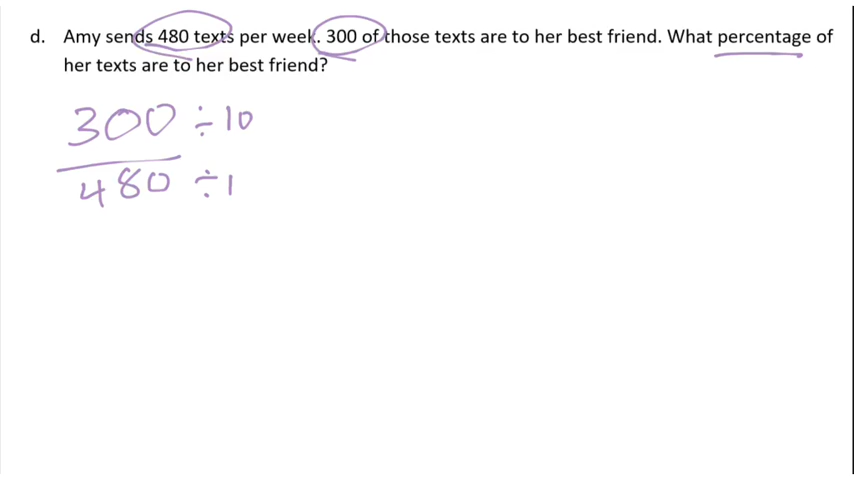 d. Amy sends 480 texts per week. 300 of those texts are to her best friend. What percentage of
her texts are to her best friend?
300 ÷ 10
480 ÷ 1